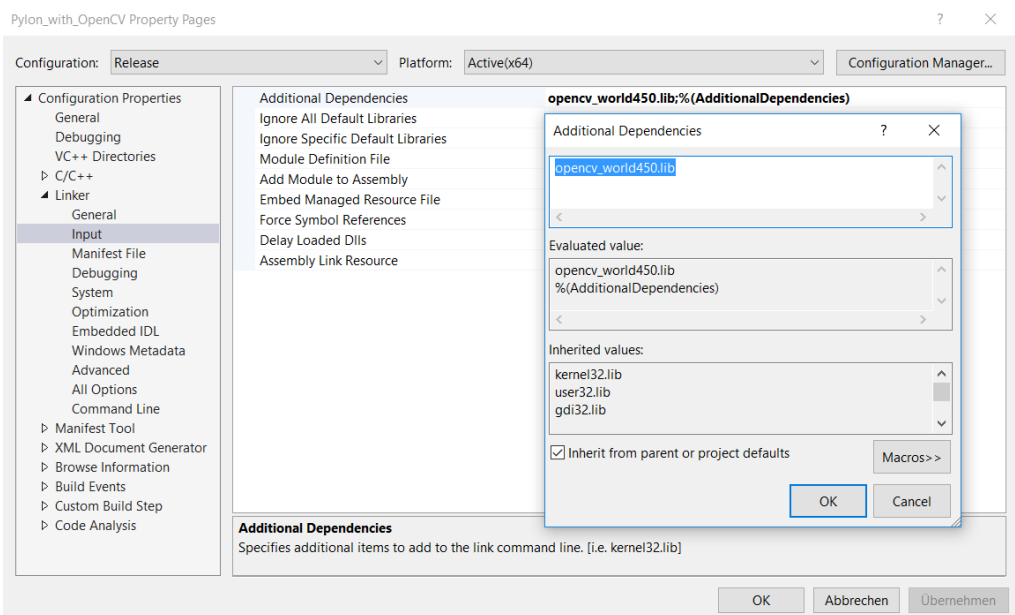 Pylon_with_OpenCV Property Pages
Configuration: Release Platform: Active(x64) Configuration Manager...
Configuration Properties
General
Debugging
VC++ Directories
C/C++
Linker
General
Input
Manifest File
Debugging
System
Optimization
Embedded IDL
Windows Metadata
Advanced
All Options
Command Line
Manifest Tool
XML Document Generator
Browse Information
Build Events
Custom Build Step
Code Analysis
Additional Dependencies opencv_world450.lib;%(AdditionalDependencies)
Ignore All Default Libraries
Ignore Specific Default Libraries
Module Definition File
Add Module to Assembly
Embed Managed Resource File
Force Symbol References
Delay Loaded Dlls
Assembly Link Resource
Additional Dependencies
opencv_world450.lib
Evaluated value:
opencv_world450.lib
%(AdditionalDependencies)
Inherited values:
kernel32.lib
user32.lib
gdi32.lib
Inherit from parent or project defaults
Macros>>
OK Cancel
Additional Dependencies
Specifies additional items to add to the link command line. [i.e. kernel32.lib]
OK Abbrechen Übernehmen